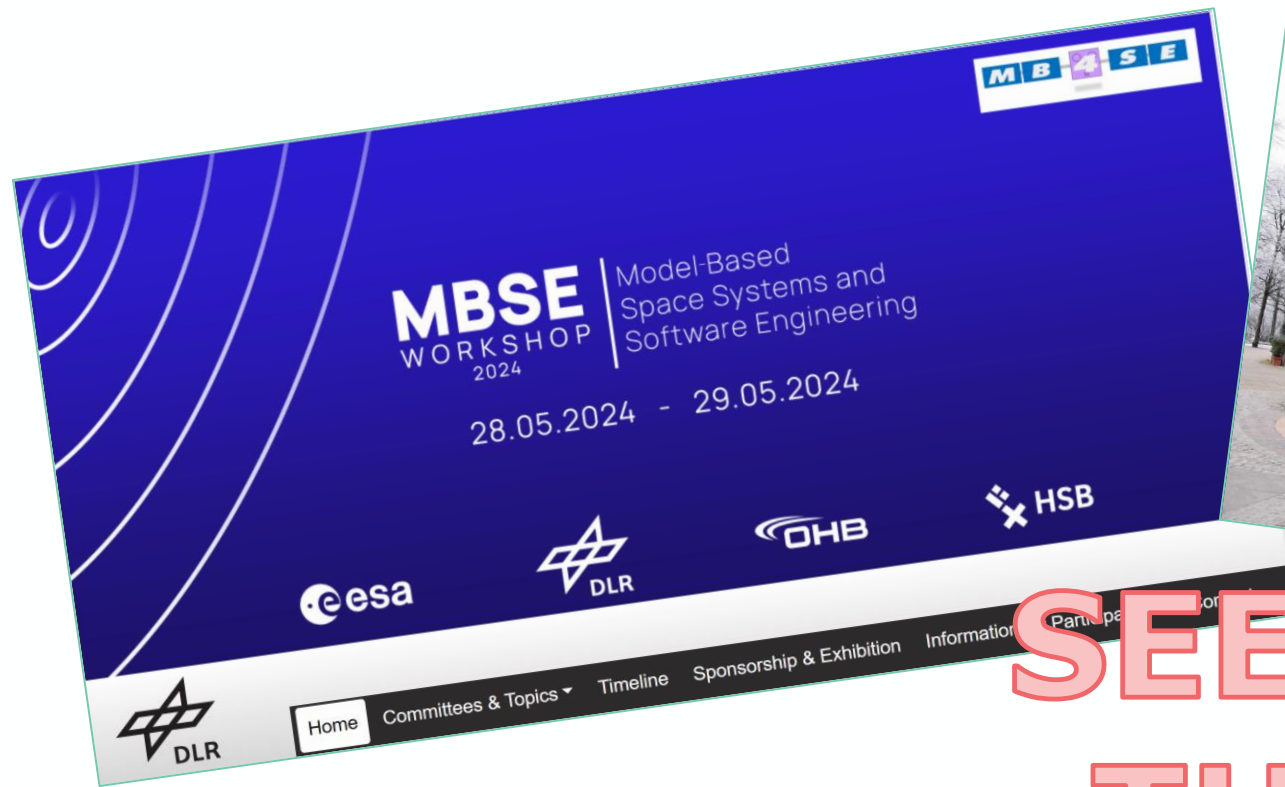 MB4SE
MBSE
WORKSHOP
2024
Model-Based
Space Systems and
Software Engineering
28.05.2024 - 29.05.2024
esa
DLR
OHB
HSB
DLR
Home
Committees & Topics
Timeline
Sponsorship & Exhibition
SEE